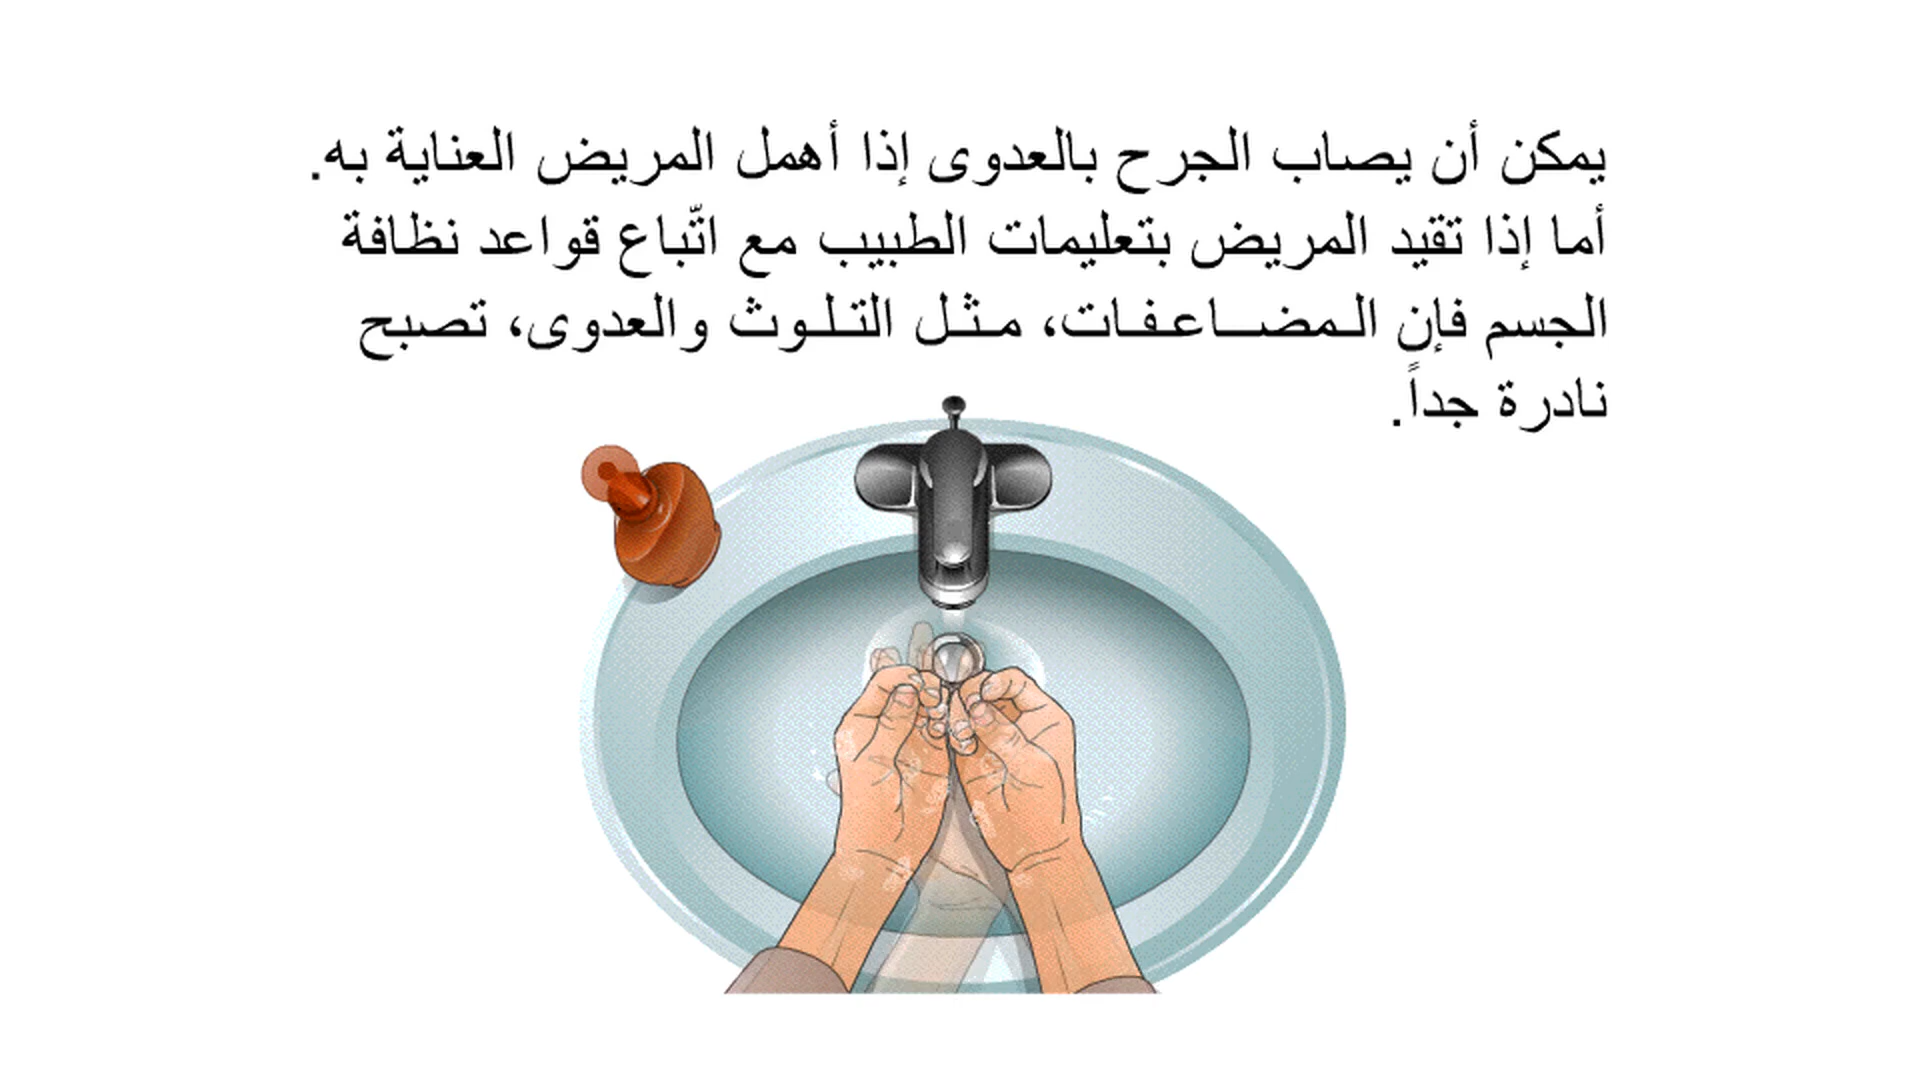 يمكن أن يصاب الجرح بالعدوى إذا أهمل المريض العناية به.
أما إذا تقيد المريض بتعليمات الطبيب مع اتّباع قواعد نظافة
الجسم فإن المضاعفات، مثل التلوث والعدوى، تصبح
نادرة جداً.